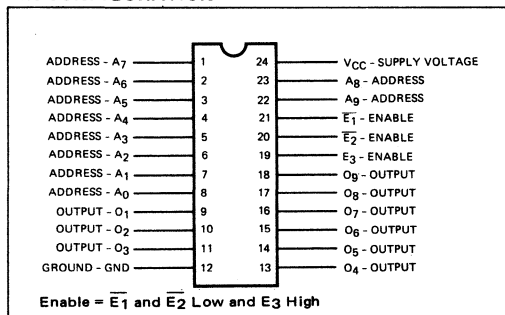 ADDRESS - A7 1 24 VCC - SUPPLY VOLTAGE
ADDRESS - A6 2 23 A8 - ADDRESS
ADDRESS - A5 3 22 A9 - ADDRESS
ADDRESS - A4 4 21 E̅1̅ - ENABLE
ADDRESS - A3 5 20 E̅2̅ - ENABLE
ADDRESS - A2 6 19 E3 - ENABLE
ADDRESS - A1 7 18 O9 - OUTPUT
ADDRESS - A0 8 17 O8 - OUTPUT
OUTPUT - O1 9 16 O7 - OUTPUT
OUTPUT - O2 10 15 O6 - OUTPUT
OUTPUT - O3 11 14 O5 - OUTPUT
GROUND - GND 12 13 O4 - OUTPUT
Enable = E̅1̅ and E̅2̅ Low and E3 High